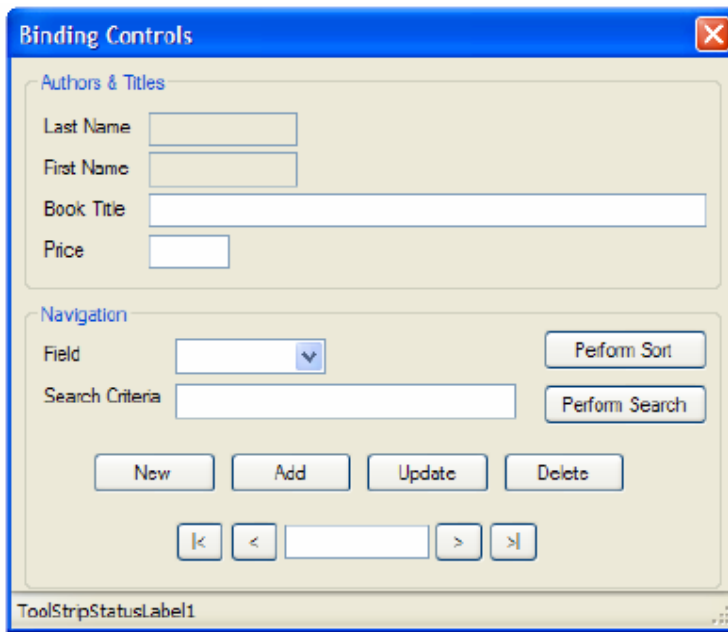 Binding Controls
Authors & Titles
Last Name
First Name
Book Title
Price
Navigation
Field
Perform Sort
Search Criteria
Perform Search
New Add Update Delete
|< < > >|
ToolStripStatusLabel1